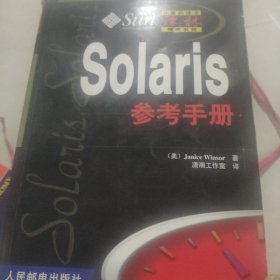 Sun
Solaris
参考手册
Solaris
（美）Janice Winsor 著
潇湘工作室 译
人民邮电出版社